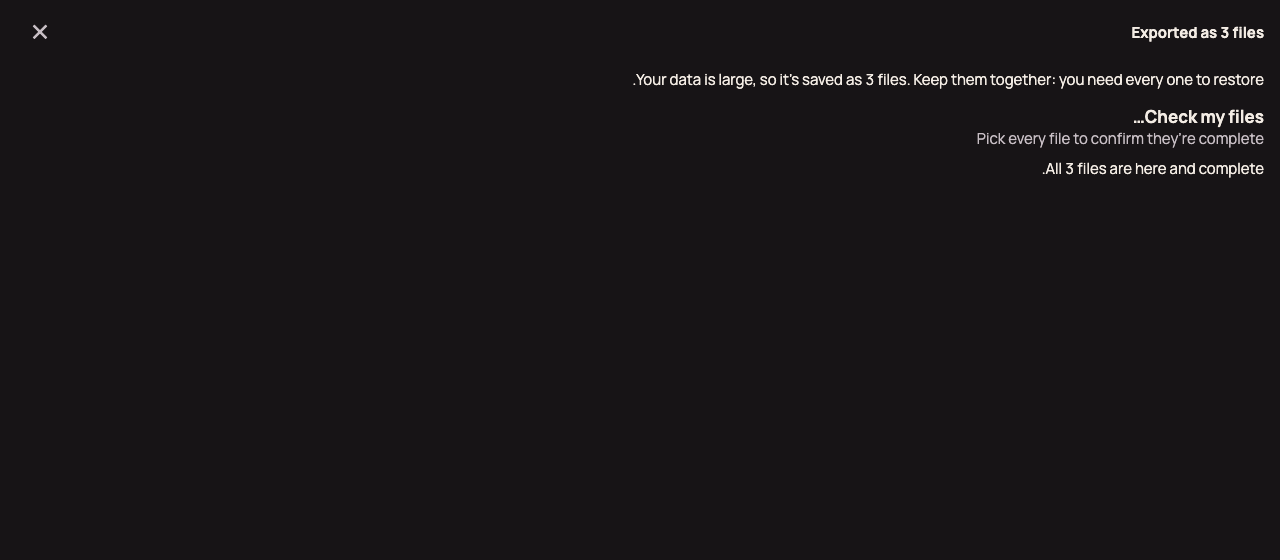 Exported as 3 files
.Your data is large, so it's saved as 3 files. Keep them together: you need every one to restore
…Check my files
Pick every file to confirm they're complete
.All 3 files are here and complete